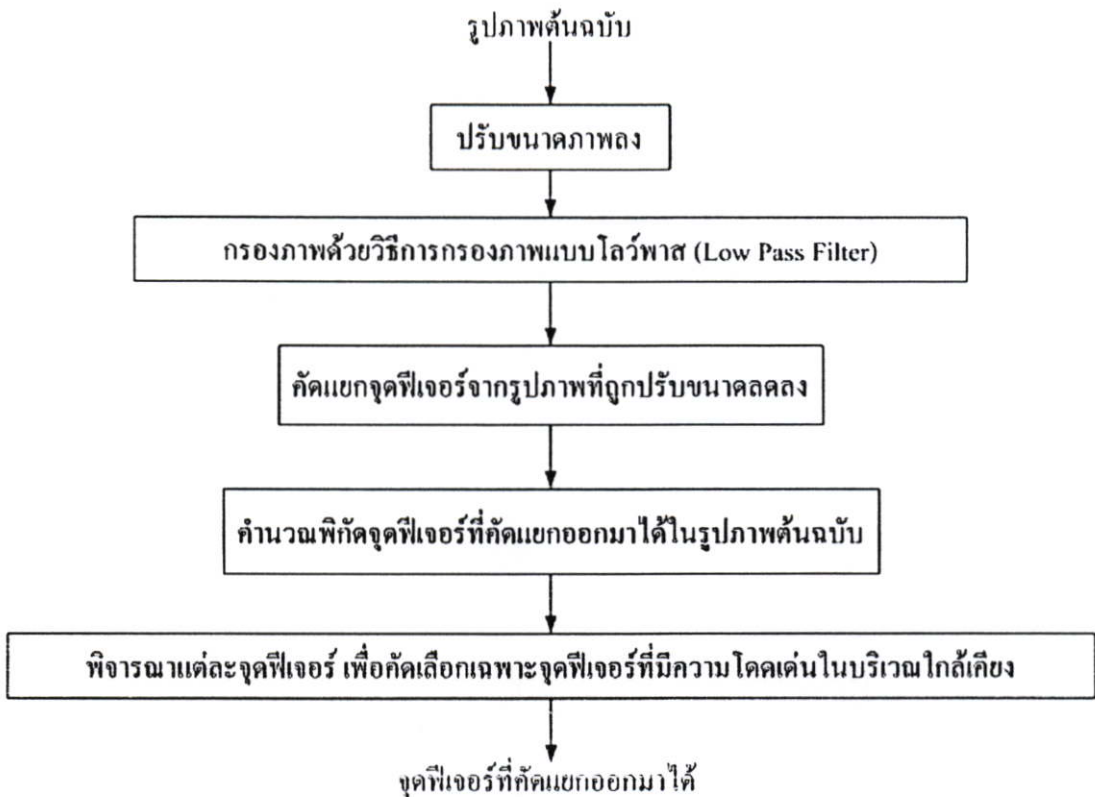 รูปภาพต้นฉบับ
ปรับขนาดภาพลง
กรองภาพด้วยวิธีการกรองภาพแบบโลว์พาส (Low Pass Filter)
คัดแยกจุดฟีเจอร์จากรูปภาพที่ถูกปรับขนาดลดลง
คำนวณพิกัดจุดฟีเจอร์ที่คัดแยกออกมาได้ในรูปภาพต้นฉบับ
พิจารณาแต่ละจุดฟีเจอร์ เพื่อคัดเลือกเฉพาะจุดฟีเจอร์ที่มีความโดดเด่นในบริเวณใกล้เคียง
จุดฟีเจอร์ที่คัดแยกออกมาได้